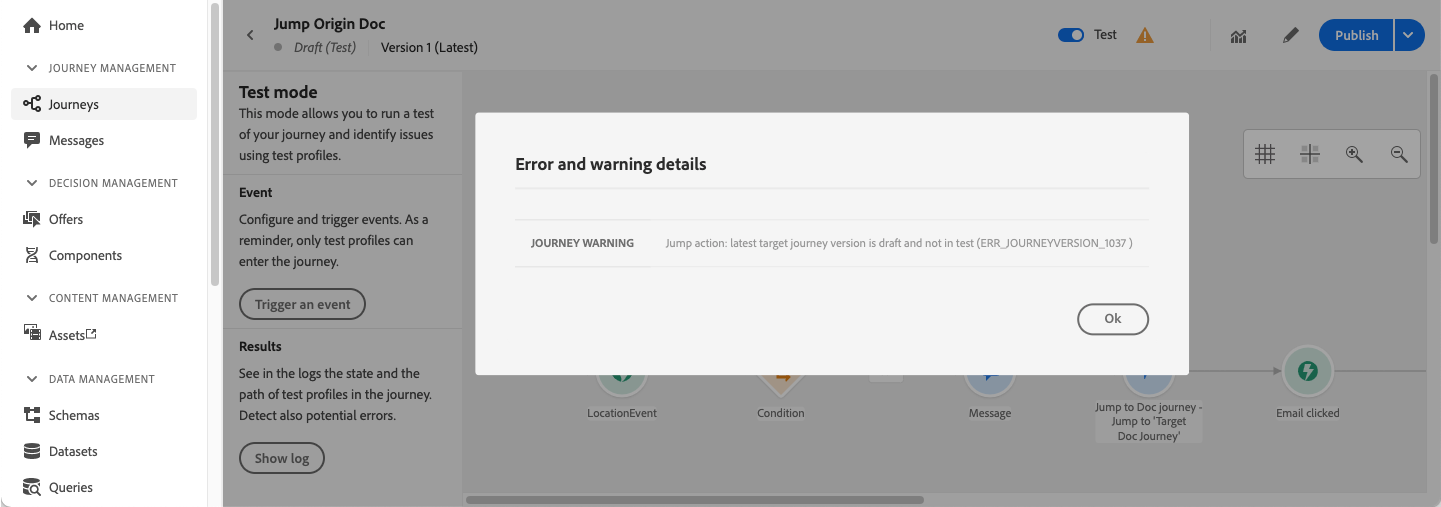 Home
JOURNEY MANAGEMENT
Journeys
Messages
DECISION MANAGEMENT
Offers
Components
CONTENT MANAGEMENT
Assets
DATA MANAGEMENT
Schemas
Datasets
Queries
Jump Origin Doc
Draft (Test)
Version 1 (Latest)
Test
Publish
Test mode
This mode allows you to run a test
of your journey and identify issues
using test profiles.
Event
Configure and trigger events. As a
reminder, only test profiles can
enter the journey.
Trigger an event
Results
See in the logs the state and the
path of test profiles in the journey.
Detect also potential errors.
Show log
Error and warning details
JOURNEY WARNING
Jump action: latest target journey version is draft and not in test (ERR_JOURNEYVERSION_1037 )
Ok
LocationEvent
Condition
Message
Jump to Doc journey -
Jump to 'Target
Doc Journey'
Email clicked